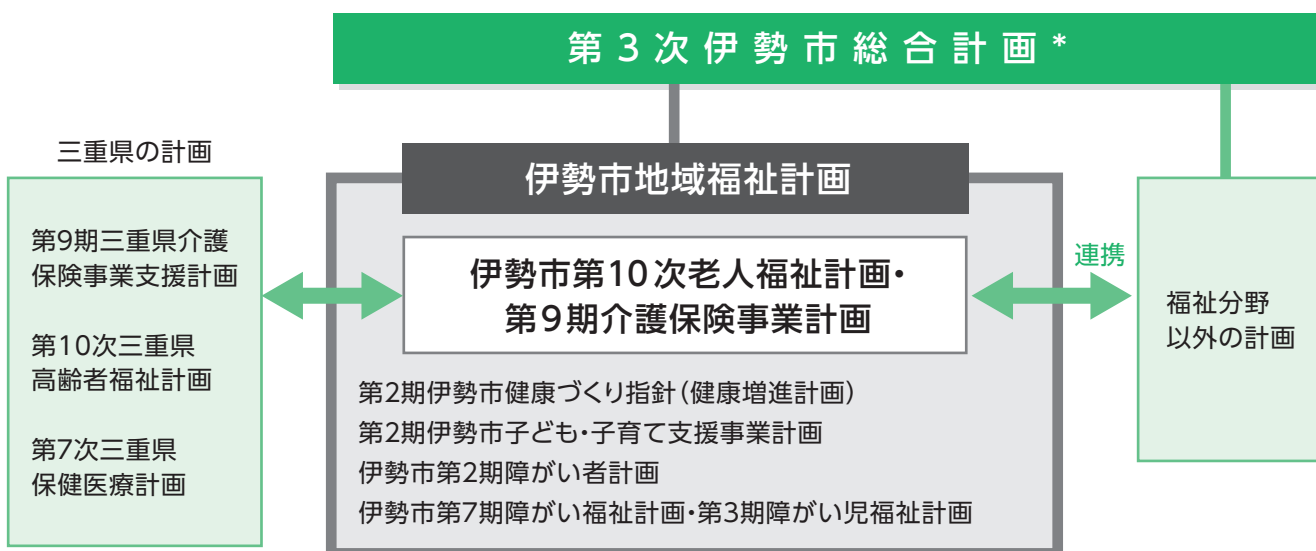 第3次伊勢市総合計画*
三重県の計画
第9期三重県介護
保険事業支援計画
第10次三重県
高齢者福祉計画
第7次三重県
保健医療計画
伊勢市地域福祉計画
伊勢市第10次老人福祉計画・
第9期介護保険事業計画
第2期伊勢市健康づくり指針(健康増進計画)
第2期伊勢市子ども・子育て支援事業計画
伊勢市第2期障がい者計画
伊勢市第7期障がい福祉計画・第3期障がい児福祉計画
連携
福祉分野
以外の計画